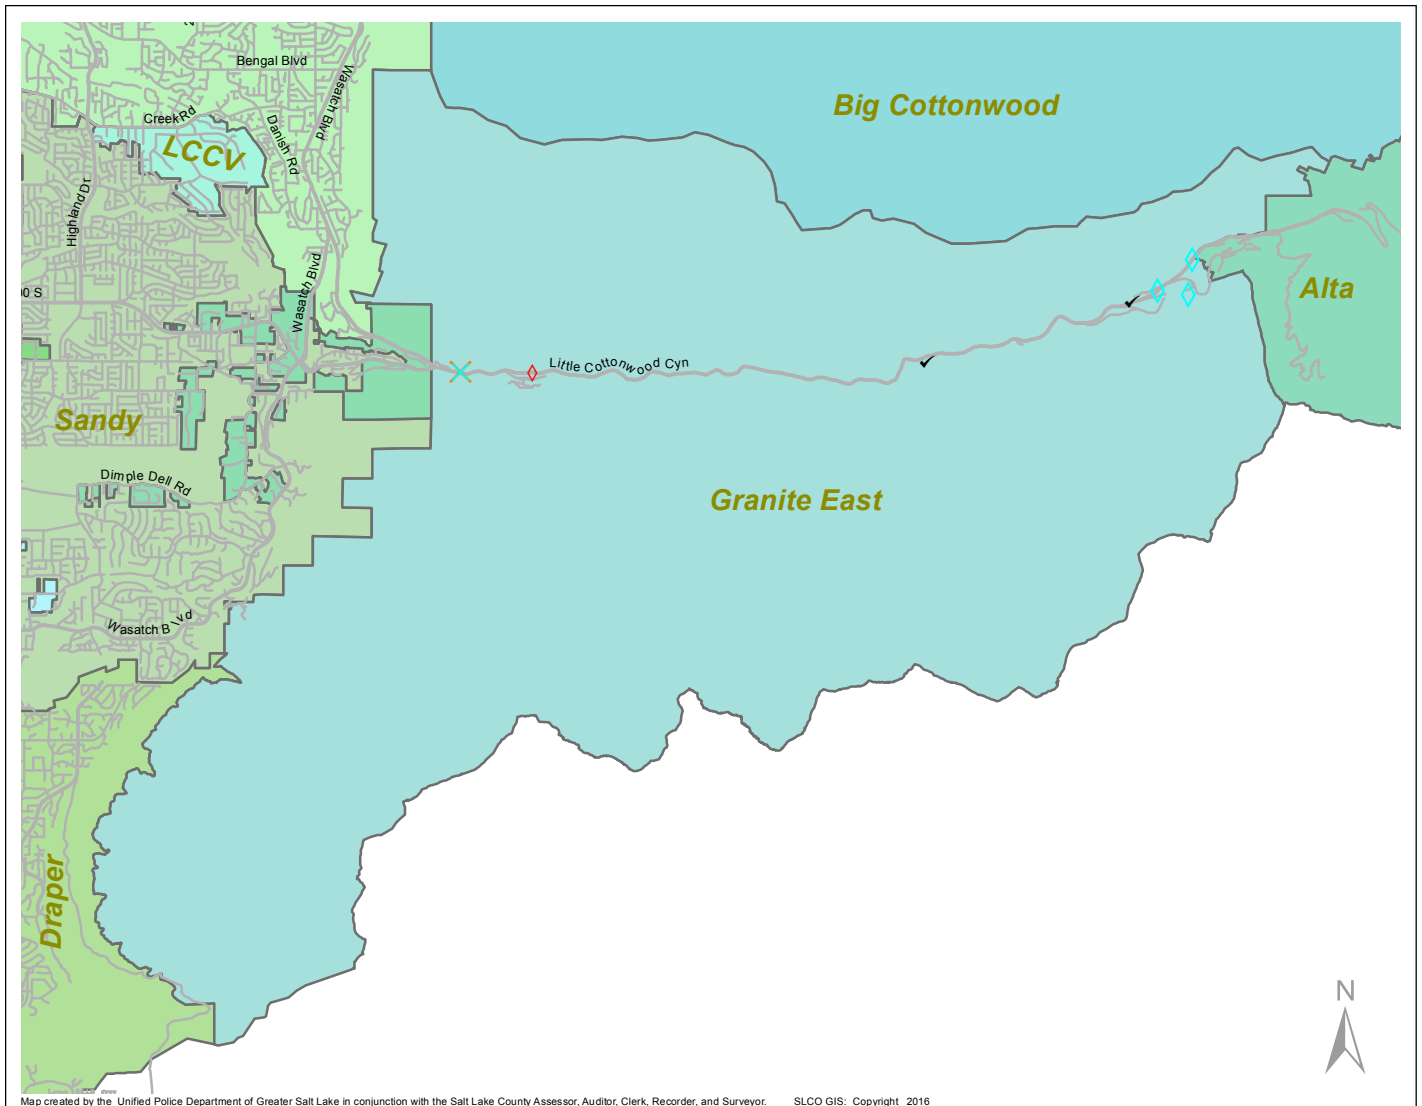 Bengal Blvd
Wasatch Blvd
Big Cottonwood
Creek Rd
Danish Rd
LCCV
Highland Dr
Wasatch Blvd
00 S
Alta
Little Cottonwood Cyn
Sandy
Dimple Dell Rd
Granite East
Wasatch Blvd
Draper
N
Map created by the Unified Police Department of Greater Salt Lake in conjunction with the Salt Lake County Assessor, Auditor, Clerk, Recorder, and Surveyor. SLCO GIS: Copyright 2016